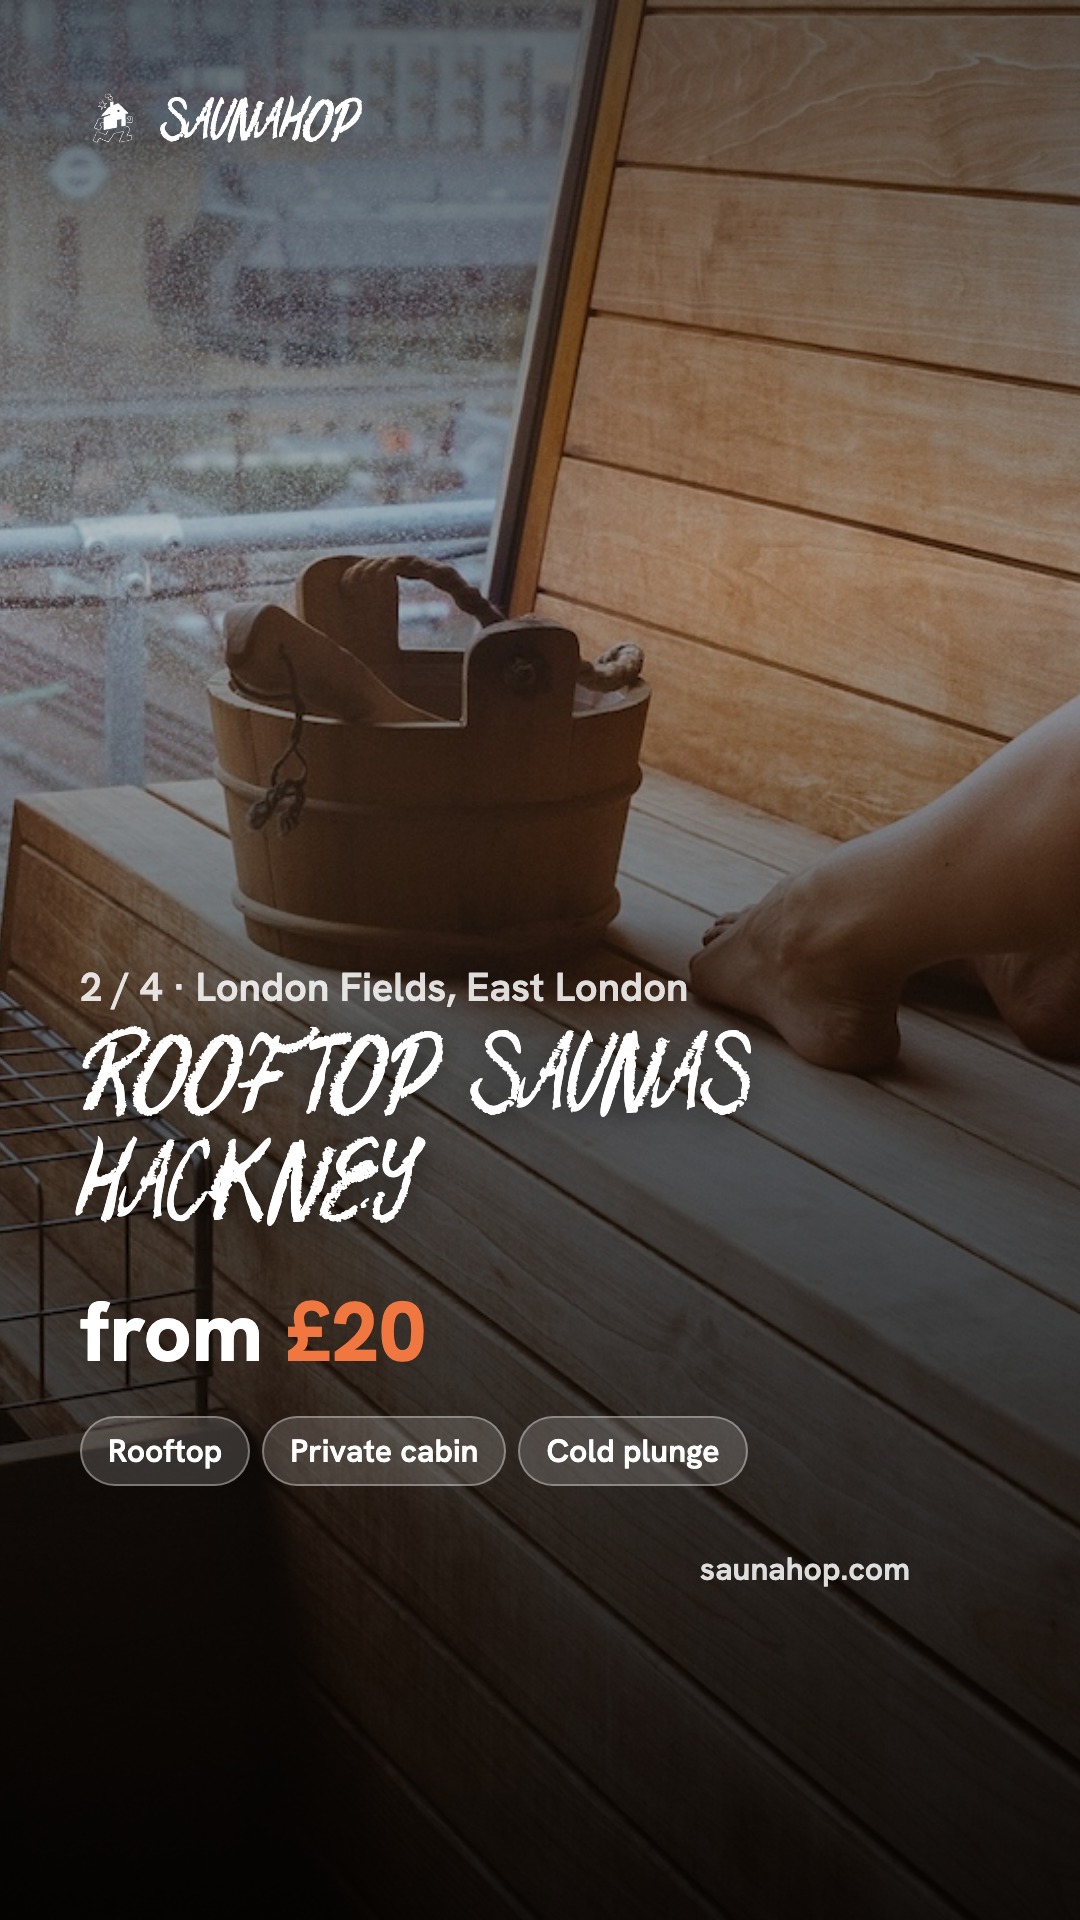 SAUNAHOP
2 / 4 · London Fields, East London
ROOFTOP SAUNAS
HACKNEY
from £20
Rooftop
Private cabin
Cold plunge
saunahop.com